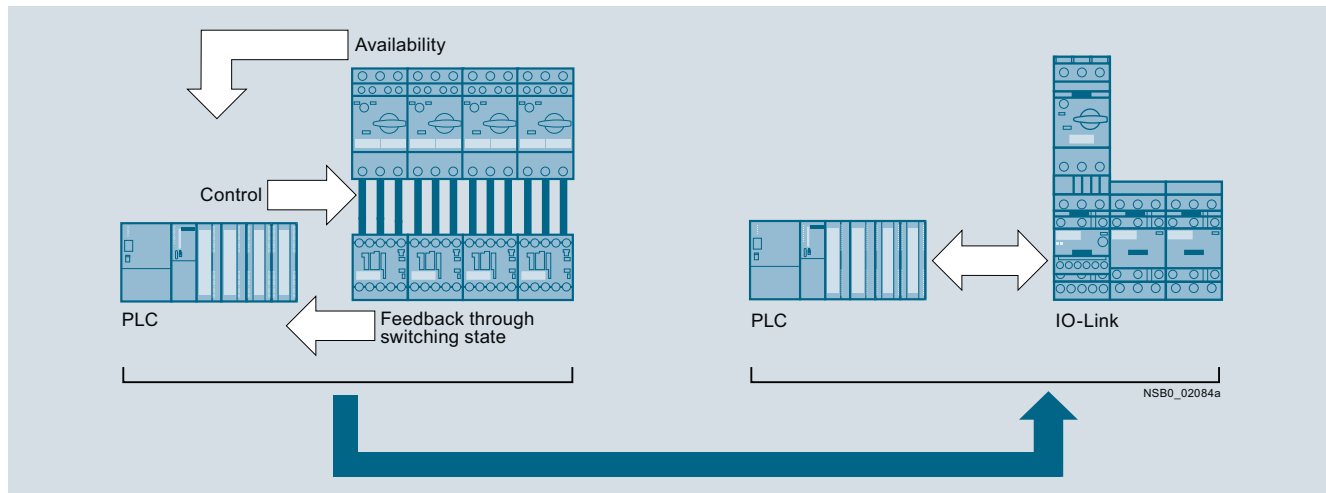 Availability
Control
PLC
Feedback through
switching state
PLC
IO-Link
NSB0_02084a